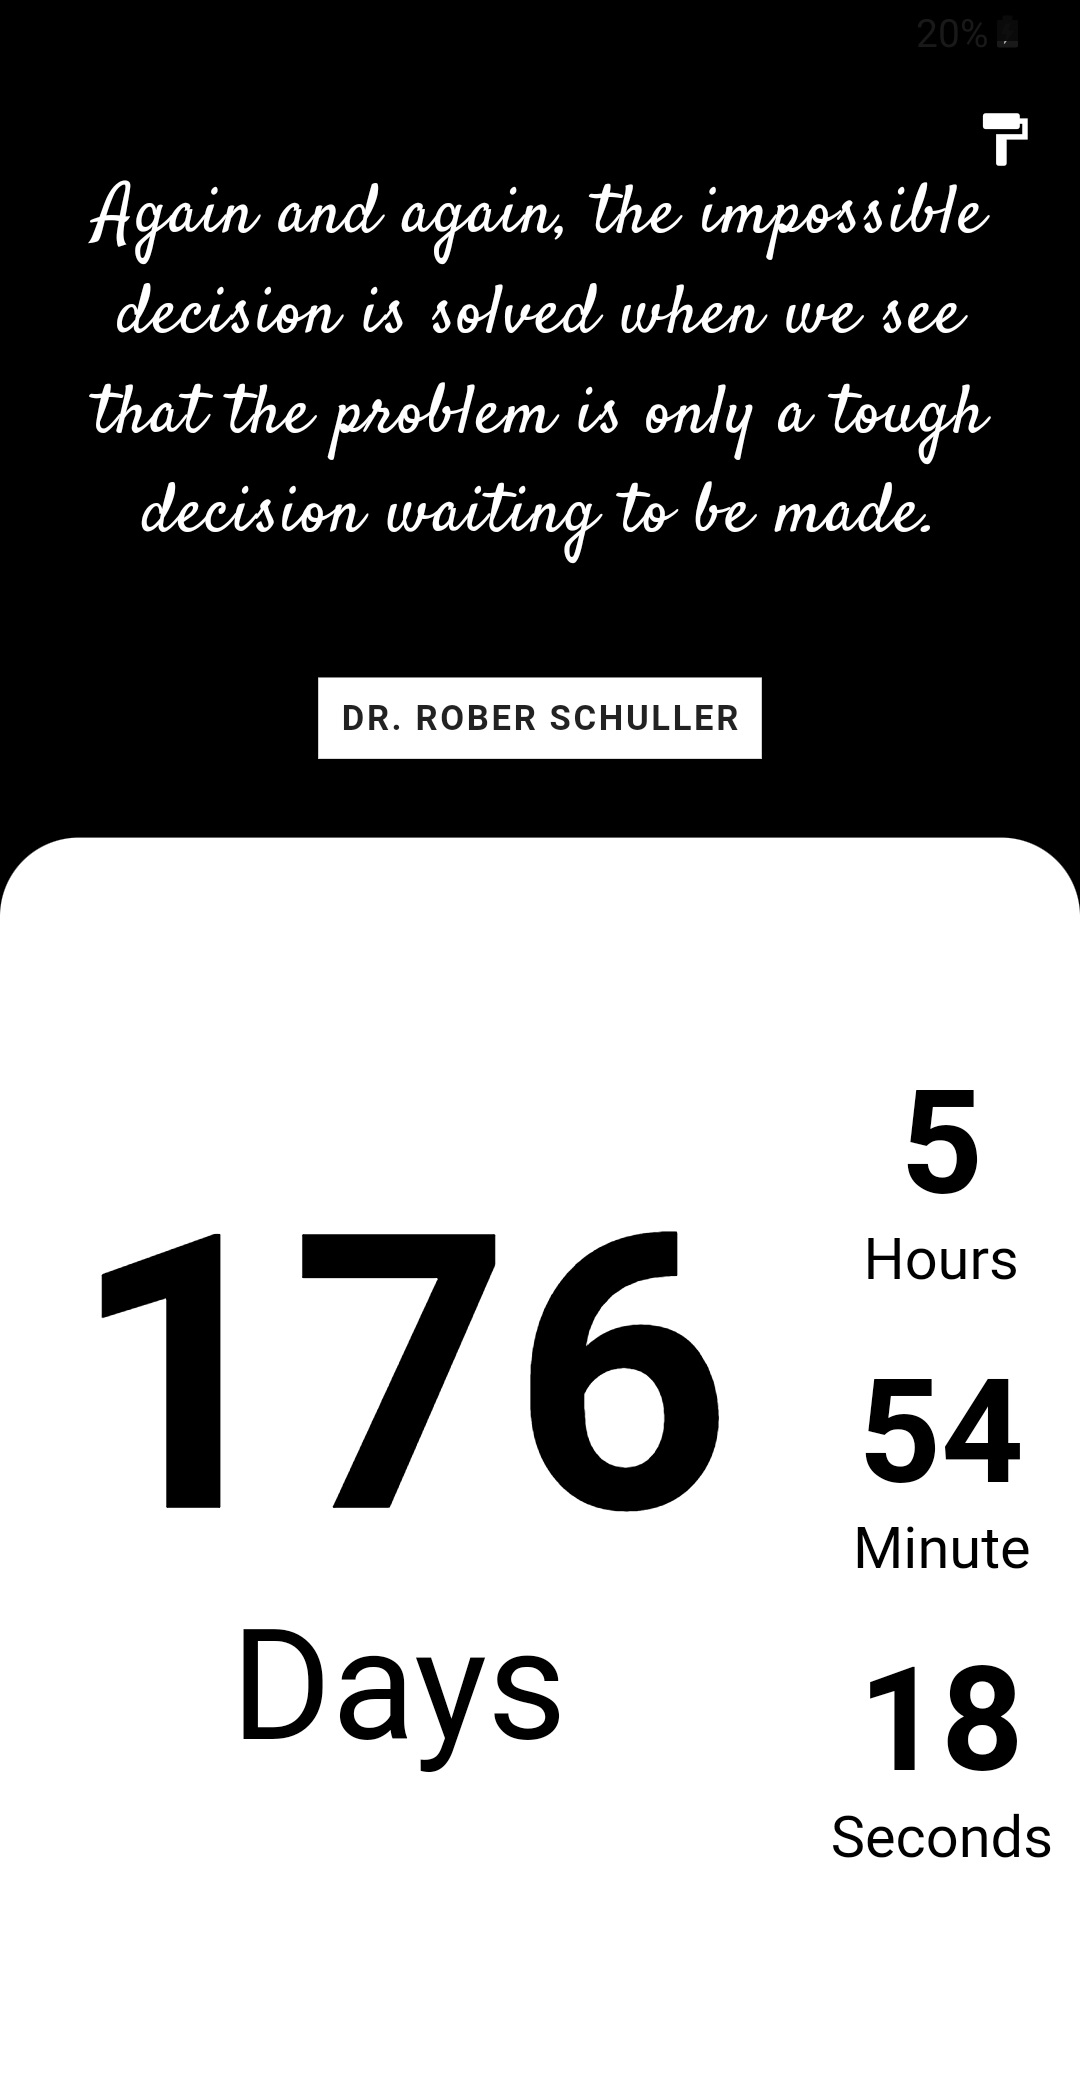 20%
Again and again, the impossible
decision is solved when we see
that the problem is only a tough
decision waiting to be made.
DR. ROBER SCHULLER
176
Days
5
Hours
54
Minute
18
Seconds